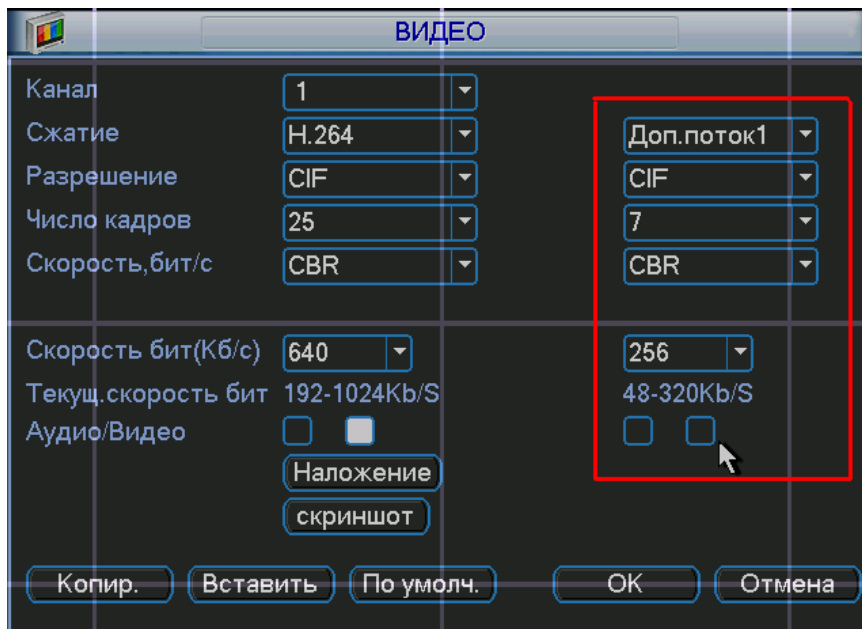 ВИДЕО
Канал 1
Сжатие H.264 Доп.поток1
Разрешение CIF CIF
Число кадров 25 7
Скорость,бит/с CBR CBR
Скорость бит(Кб/с) 640 256
Текущ.скорость бит 192-1024Kb/S 48-320Kb/S
Аудио/Видео
Наложение
скриншот
Копир. Вставить По умолч. OK Отмена